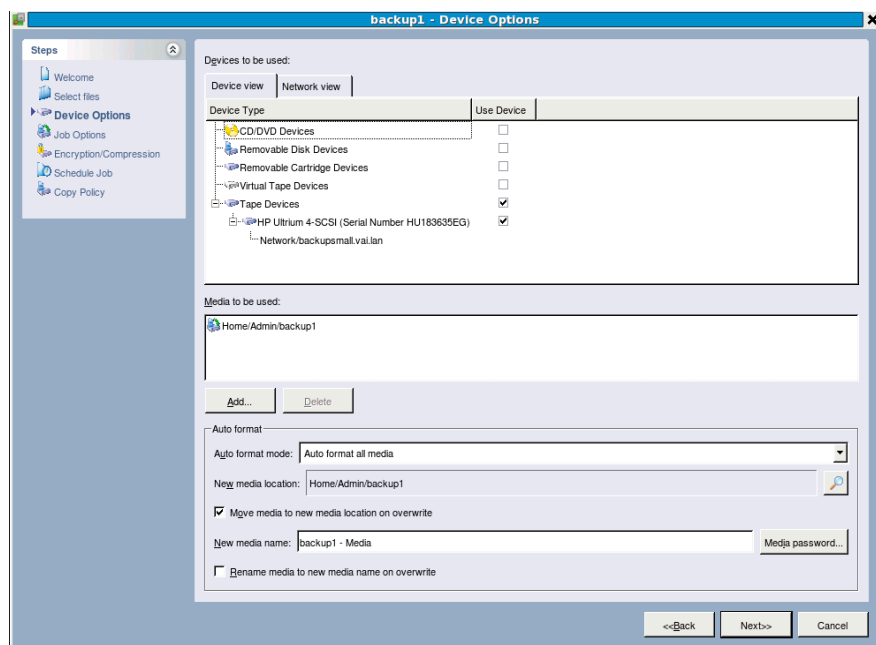 backup1 - Device Options
Steps
Welcome
Select files
Device Options
Job Options
Encryption/Compression
Schedule Job
Copy Policy
Devices to be used:
Device view Network view
Device Type Use Device
CD/DVD Devices
Removable Disk Devices
Removable Cartridge Devices
Virtual Tape Devices
Tape Devices
HP Ultrium 4-SCSI (Serial Number HU183635EG)
Network/backupsmall.vai.lan
Media to be used:
Home/Admin/backup1
Add... Delete
Auto format
Auto format mode: Auto format all media
New media location: Home/Admin/backup1
Move media to new media location on overwrite
New media name: backup1 - Media Media password...
Rename media to new media name on overwrite
<<Back Next>> Cancel